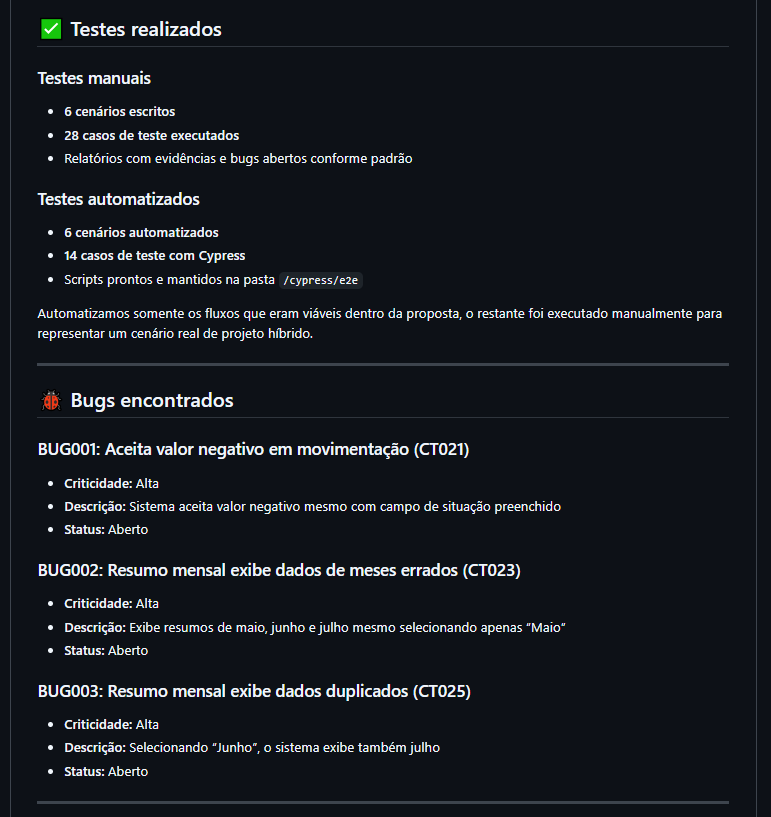 ✅ Testes realizados
Testes manuais
• 6 cenários escritos
• 28 casos de teste executados
• Relatórios com evidências e bugs abertos conforme padrão
Testes automatizados
• 6 cenários automatizados
• 14 casos de teste com Cypress
• Scripts prontos e mantidos na pasta /cypress/e2e
Automatizamos somente os fluxos que eram viáveis dentro da proposta, o restante foi executado manualmente para
representar um cenário real de projeto híbrido.
🐞 Bugs encontrados
BUG001: Aceita valor negativo em movimentação (CT021)
• Criticidade: Alta
• Descrição: Sistema aceita valor negativo mesmo com campo de situação preenchido
• Status: Aberto
BUG002: Resumo mensal exibe dados de meses errados (CT023)
• Criticidade: Alta
• Descrição: Exibe resumos de maio, junho e julho mesmo selecionando apenas “Maio”
• Status: Aberto
BUG003: Resumo mensal exibe dados duplicados (CT025)
• Criticidade: Alta
• Descrição: Selecionando “Junho”, o sistema exibe também julho
• Status: Aberto